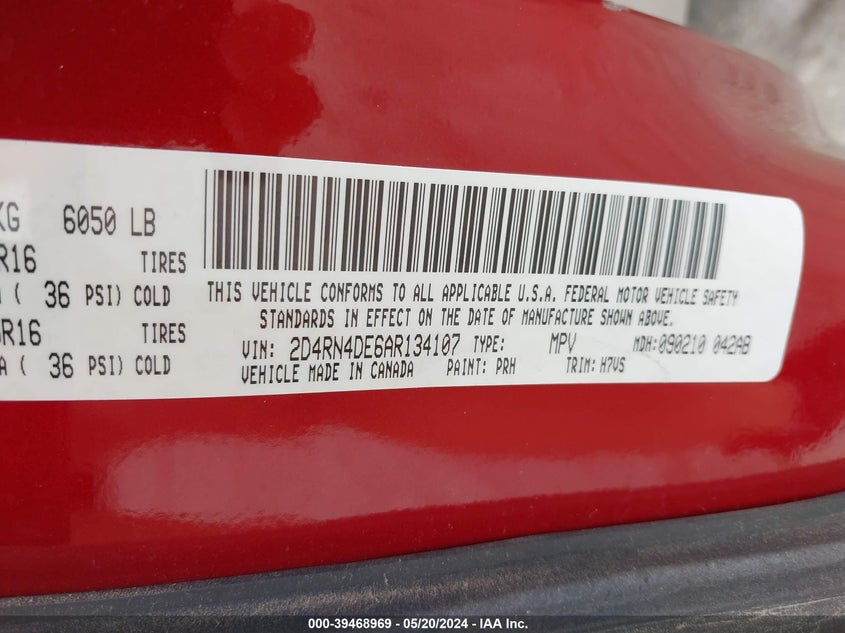 KG 6050 LB
R16 TIRES
( 36 PSI) COLD
R16 TIRES
A ( 36 PSI) COLD
THIS VEHICLE CONFORMS TO ALL APPLICABLE U.S.A. FEDERAL MOTOR VEHICLE SAFETY
STANDARDS IN EFFECT ON THE DATE OF MANUFACTURE SHOWN ABOVE.
VIN: 2D4RN4DE6AR134107 TYPE: MPV MDH: 090210 042AB
VEHICLE MADE IN CANADA PAINT: PRH TRIM: H7VS
000-39468969 / 05/20/2024 - IAA Inc.